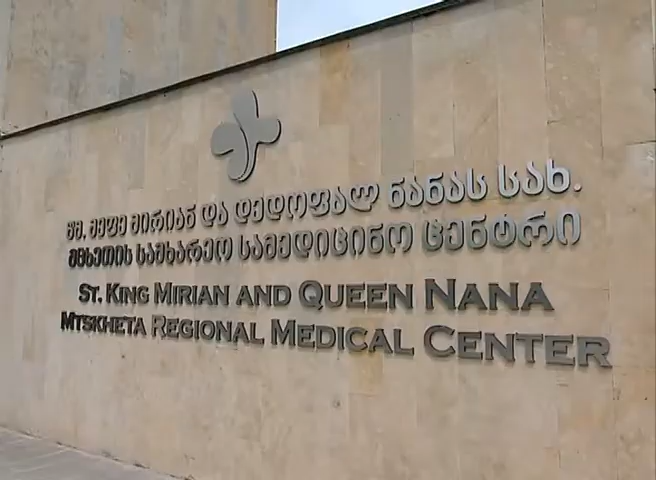 წმ. მეფე მირიან და დედოფალ ნანას სახ.
მცხეთის სამხარეო სამედიცინო ცენტრი
St. King Mirian and Queen Nana
Mtskheta Regional Medical Center